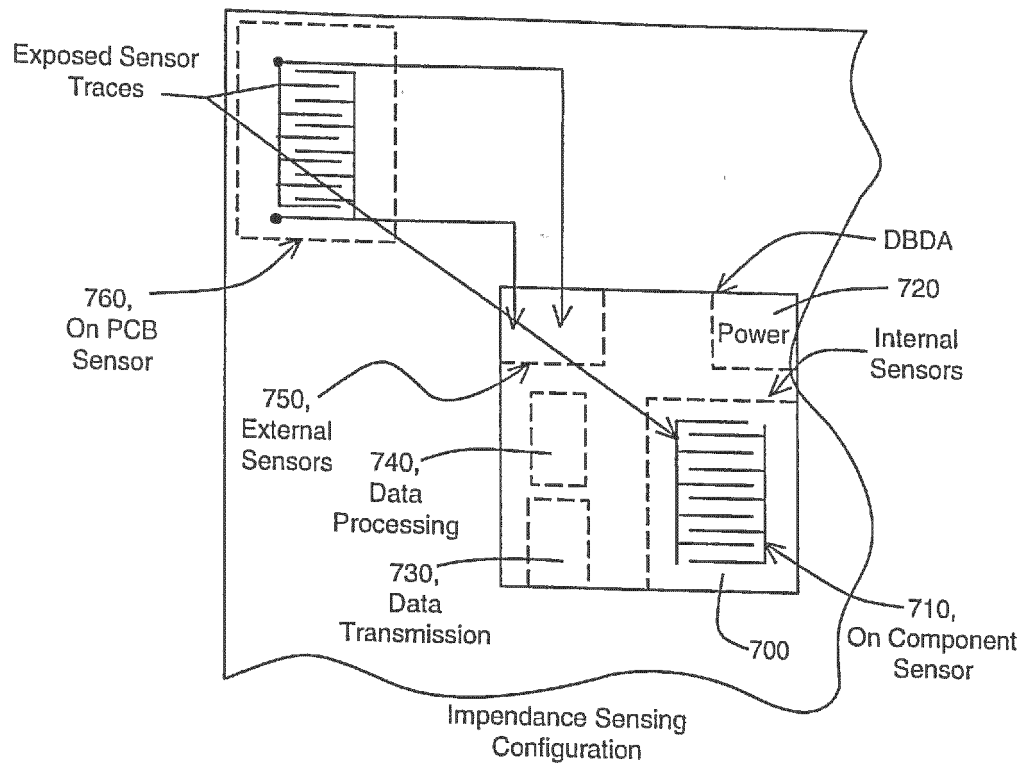 Exposed Sensor
Traces
760,
On PCB
Sensor
DBDA
720
Power
Internal
Sensors
750,
External
Sensors
740,
Data
Processing
730,
Data
Transmission
710,
On Component
Sensor
700
Impendance Sensing
Configuration